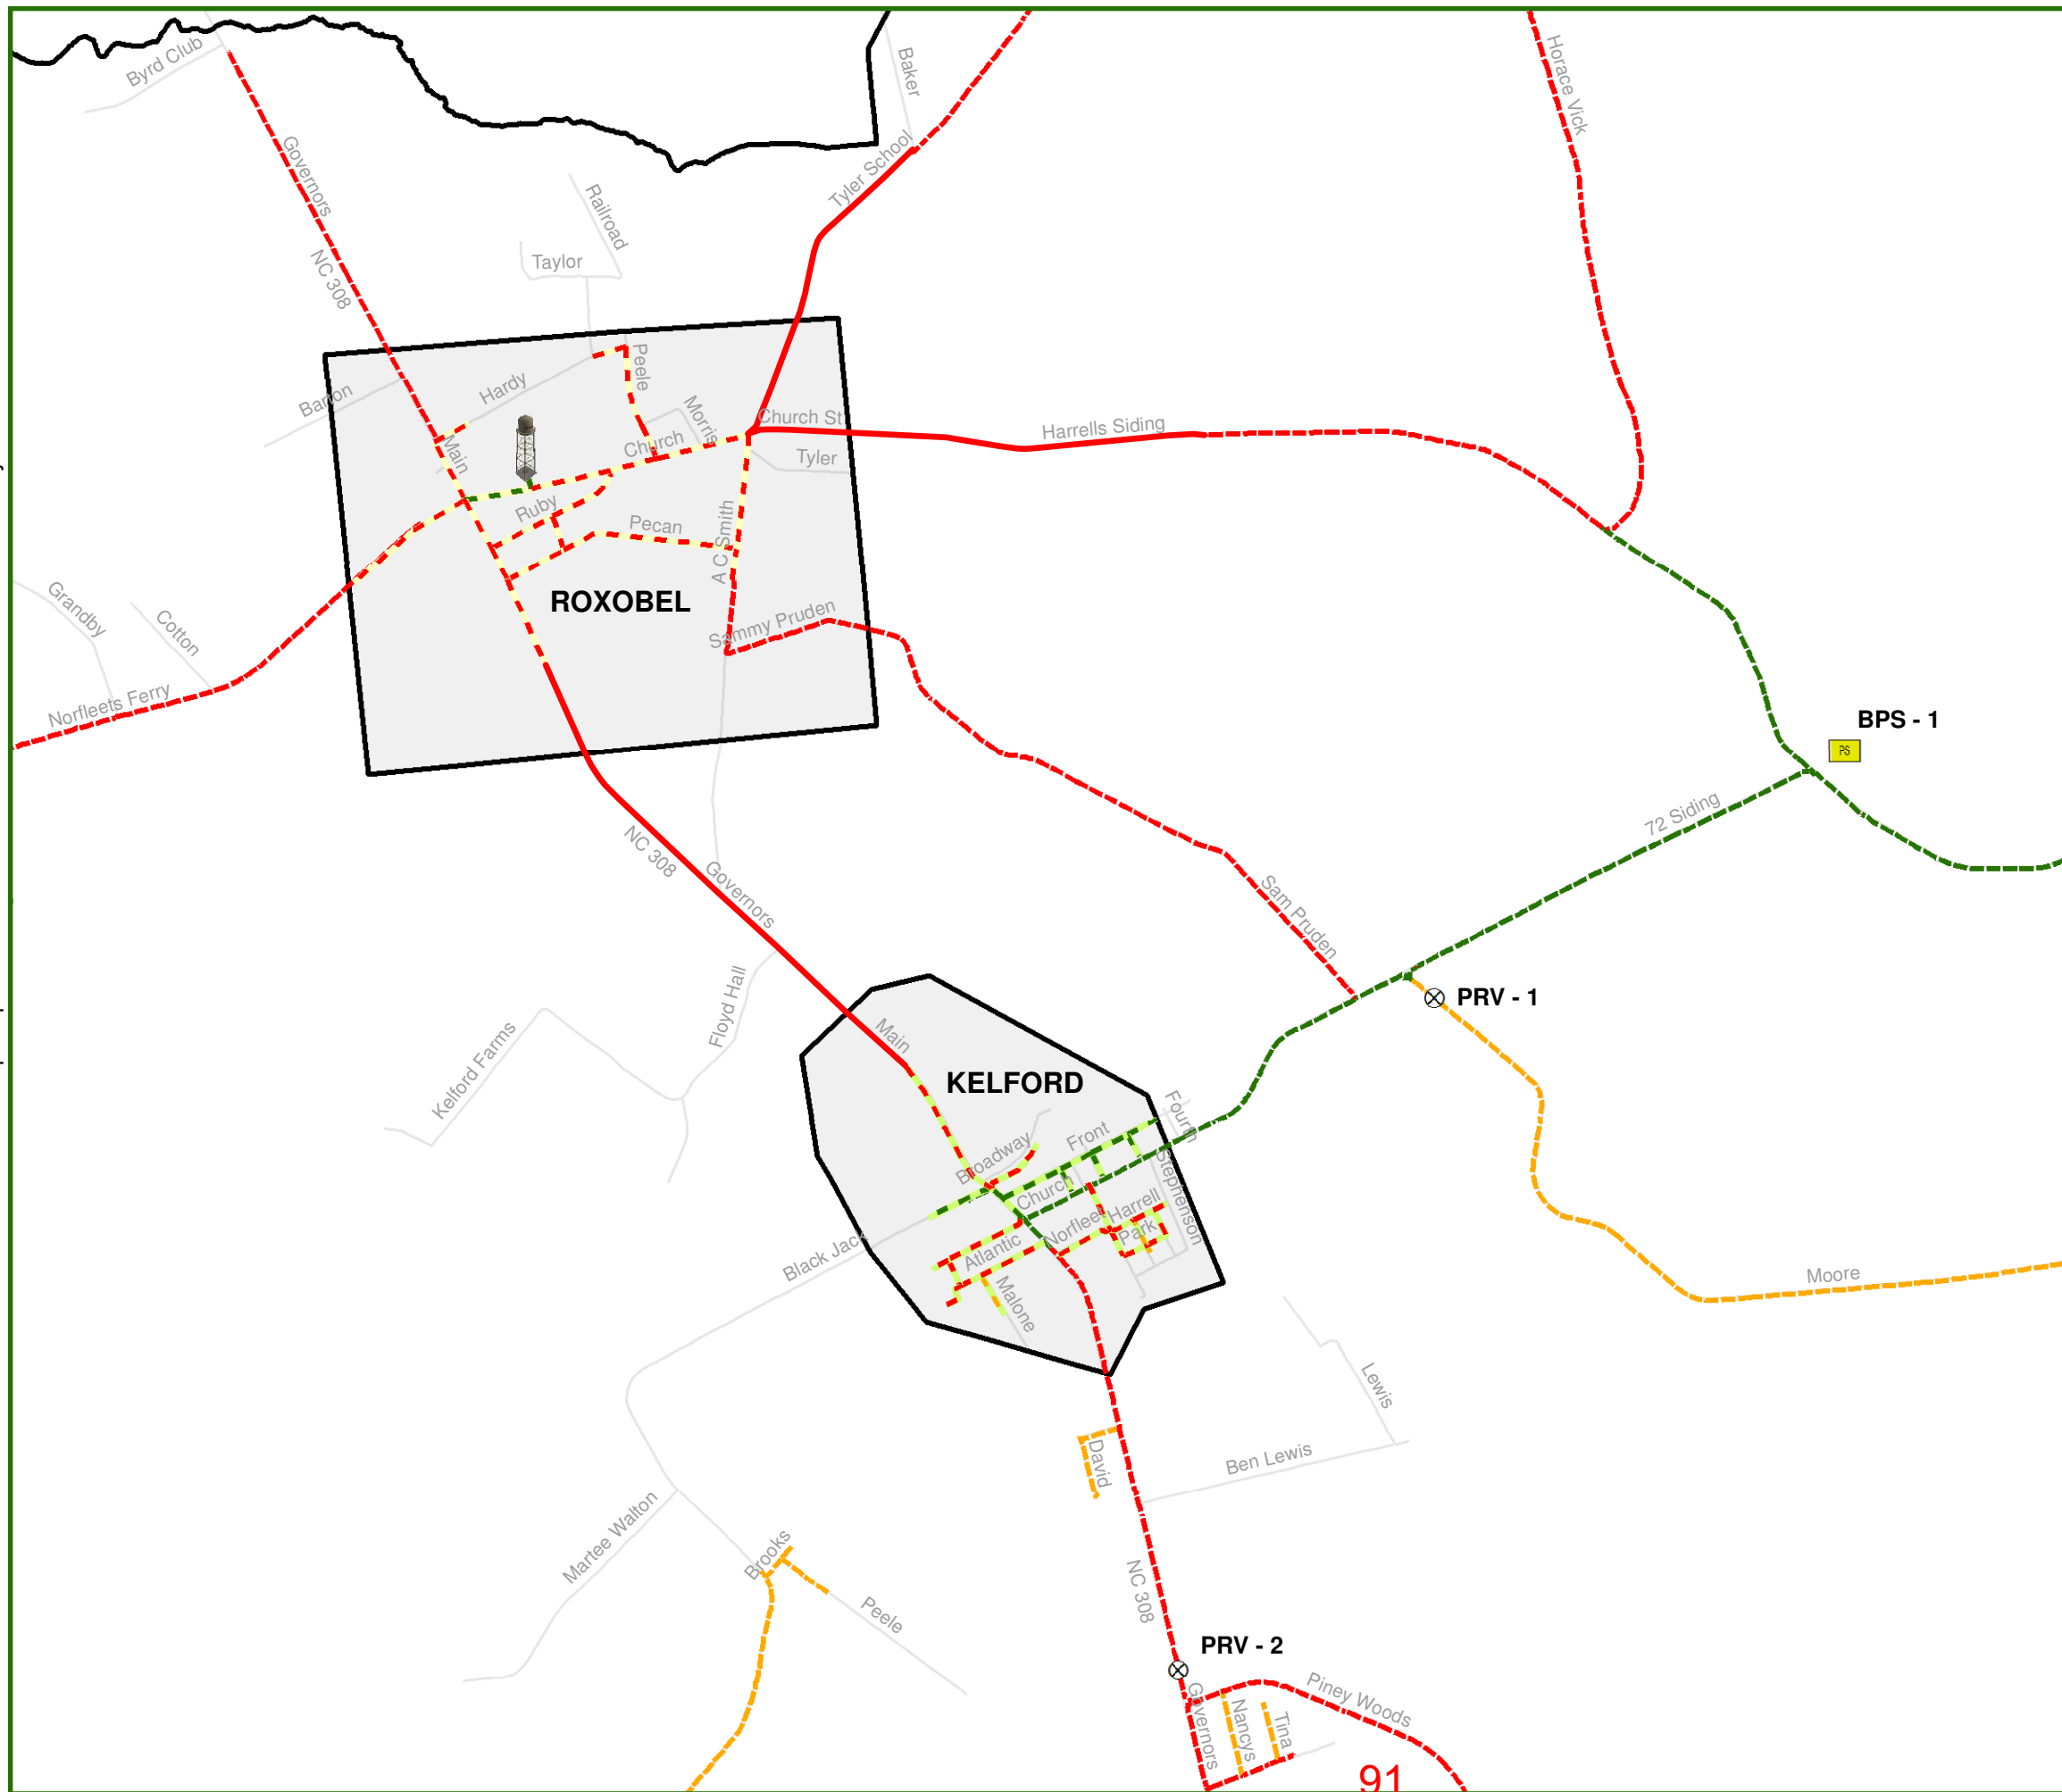 Byrd Club
Baker
Horace Vick
Governors
Tyler School
Railroad
NC 308
Taylor
Peele
Barton
Hardy
Morris
Church St
Harrells Siding
Main
Church
Tyler
Ruby
Pecan
A C Smith
ROXOBEL
Grandby
Cotton
Sammy Pruden
Norfleets Ferry
BPS - 1
PS
72 Siding
NC 308
Governors
Sam Pruden
PRV - 1
Floyd Hall
Main
Kelford Farms
KELFORD
Fourth
Front
Broadway
Stephenson
Church
Harrell
Norfleet
Park
Atlantic
Black Jack
Malone
Moore
Lewis
David
Ben Lewis
Martee Walton
Brooks
NC 308
Peele
PRV - 2
Piney Woods
Governors
Nancys
Tina
91